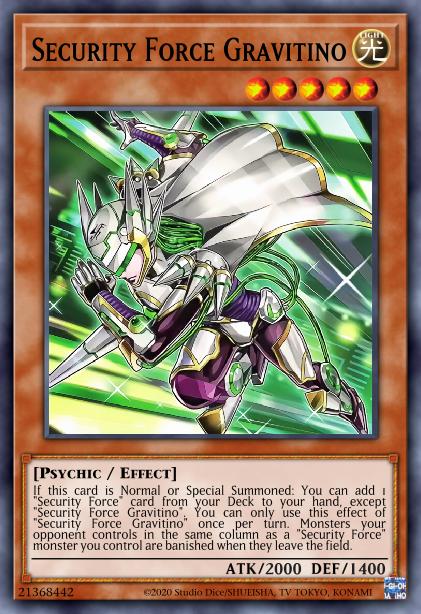 Security Force Gravitino
LIGHT
光
[Psychic / Effect]
If this card is Normal or Special Summoned: You can add 1
"Security Force" card from your Deck to your hand, except
"Security Force Gravitino". You can only use this effect of
"Security Force Gravitino" once per turn. Monsters your
opponent controls in the same column as a "Security Force"
monster you control are banished when they leave the field.
ATK/2000 DEF/1400
21368442
©2020 Studio Dice/SHUEISHA, TV TOKYO, KONAMI